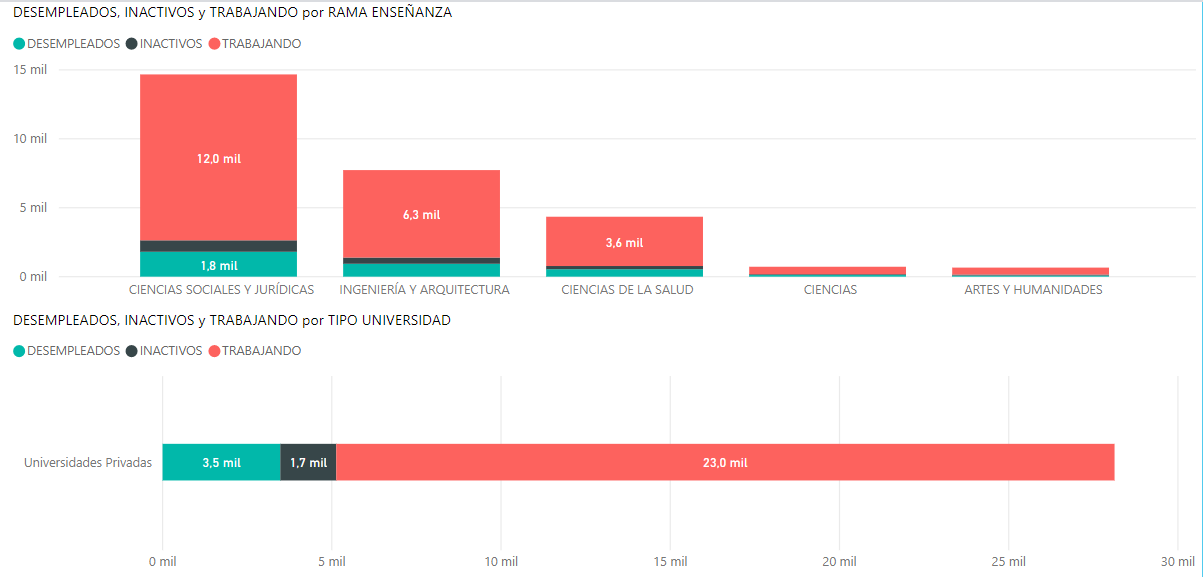 DESEMPLEADOS, INACTIVOS y TRABAJANDO por RAMA ENSEÑANZA
DESEMPLEADOS INACTIVOS TRABAJANDO
15 mil
10 mil
5 mil
0 mil
12,0 mil
1,8 mil
6,3 mil
3,6 mil
CIENCIAS SOCIALES Y JURÍDICAS INGENIERÍA Y ARQUITECTURA CIENCIAS DE LA SALUD CIENCIAS ARTES Y HUMANIDADES
DESEMPLEADOS, INACTIVOS y TRABAJANDO por TIPO UNIVERSIDAD
DESEMPLEADOS INACTIVOS TRABAJANDO
Universidades Privadas 3,5 mil 1,7 mil 23,0 mil
0 mil 5 mil 10 mil 15 mil 20 mil 25 mil 30 mil